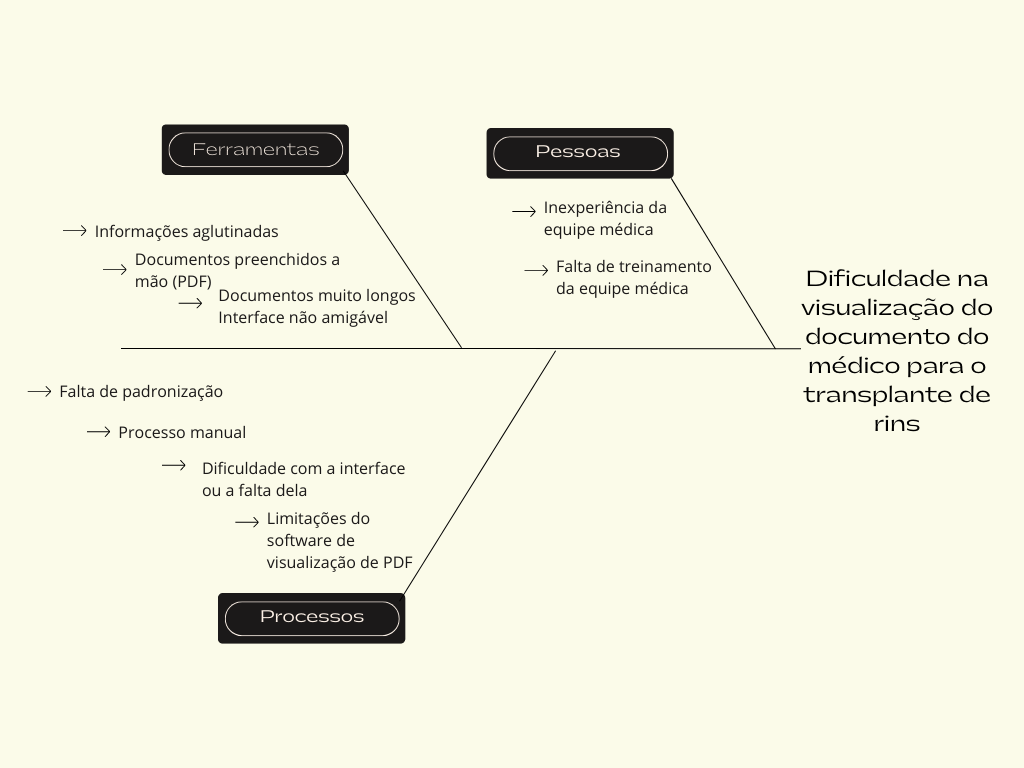 Ferramentas
Pessoas
Informações aglutinadas
Documentos preenchidos a
mão (PDF)
Documentos muito longos
Interface não amigável
Inexperiência da
equipe médica
Falta de treinamento
da equipe médica
Dificuldade na
visualização do
documento do
médico para o
transplante de
rins
Falta de padronização
Processo manual
Dificuldade com a interface
ou a falta dela
Limitações do
software de
visualização de PDF
Processos